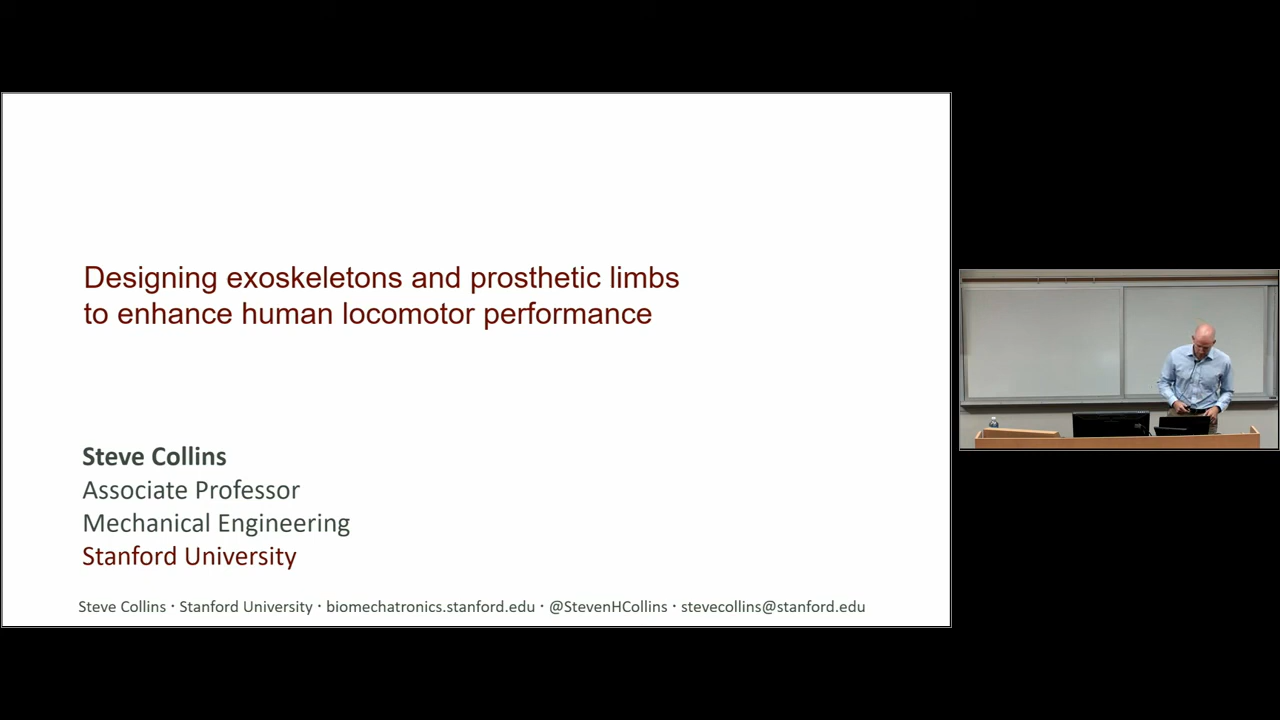 Designing exoskeletons and prosthetic limbs
to enhance human locomotor performance
Steve Collins
Associate Professor
Mechanical Engineering
Stanford University
Steve Collins · Stanford University · biomechatronics.stanford.edu · @StevenHCollins · stevecollins@stanford.edu